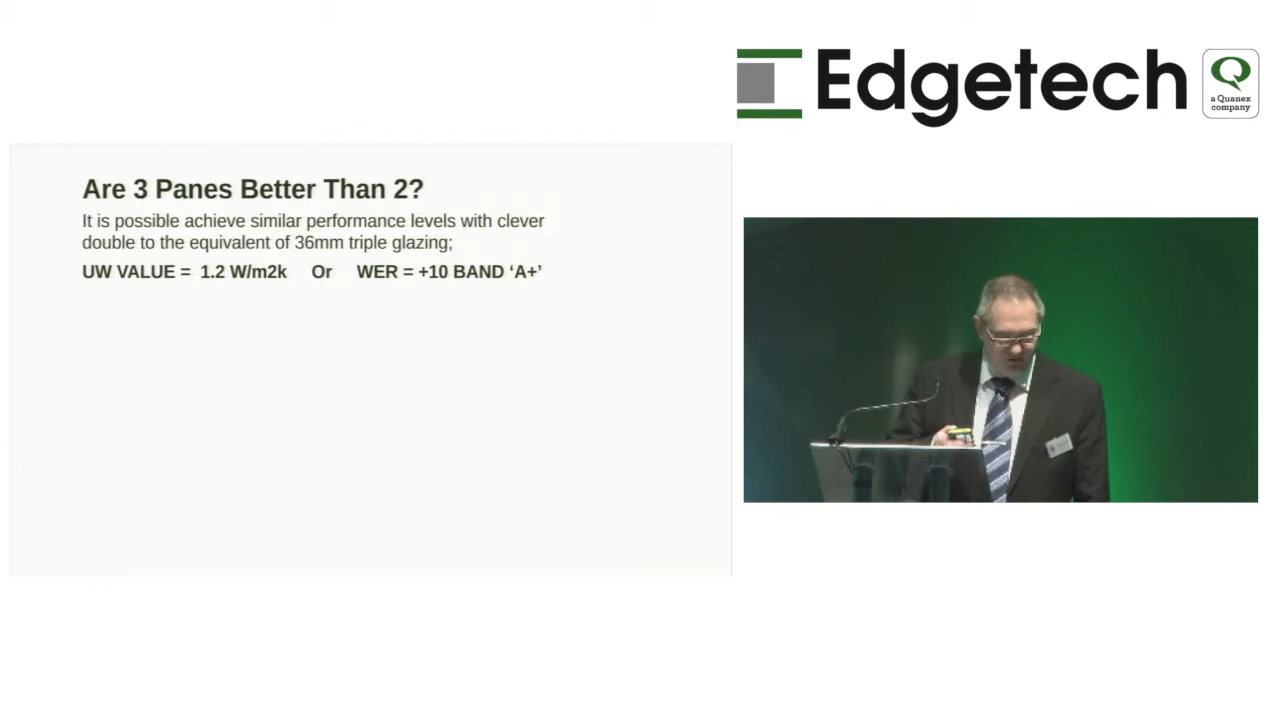 Edgetech
a Quanex
company
Are 3 Panes Better Than 2?
It is possible achieve similar performance levels with clever
double to the equivalent of 36mm triple glazing;
UW VALUE = 1.2 W/m2k Or WER = +10 BAND ‘A+’